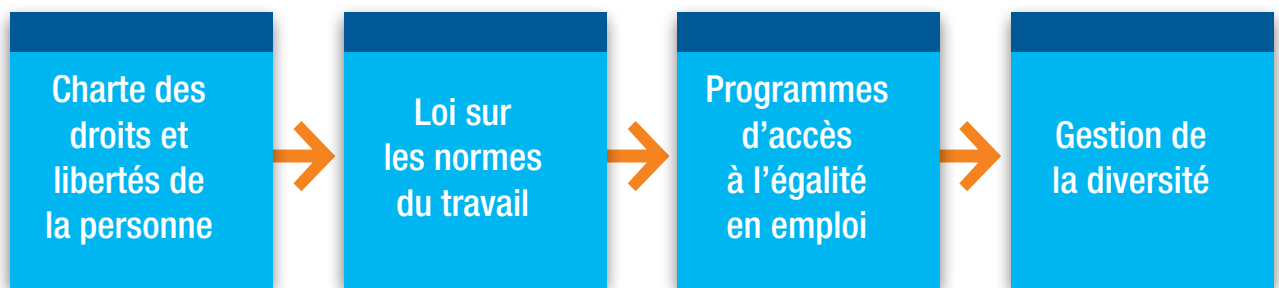 Charte des
droits et
libertés de
la personne
Loi sur
les normes
du travail
Programmes
d’accès
à l’égalité
en emploi
Gestion de
la diversité